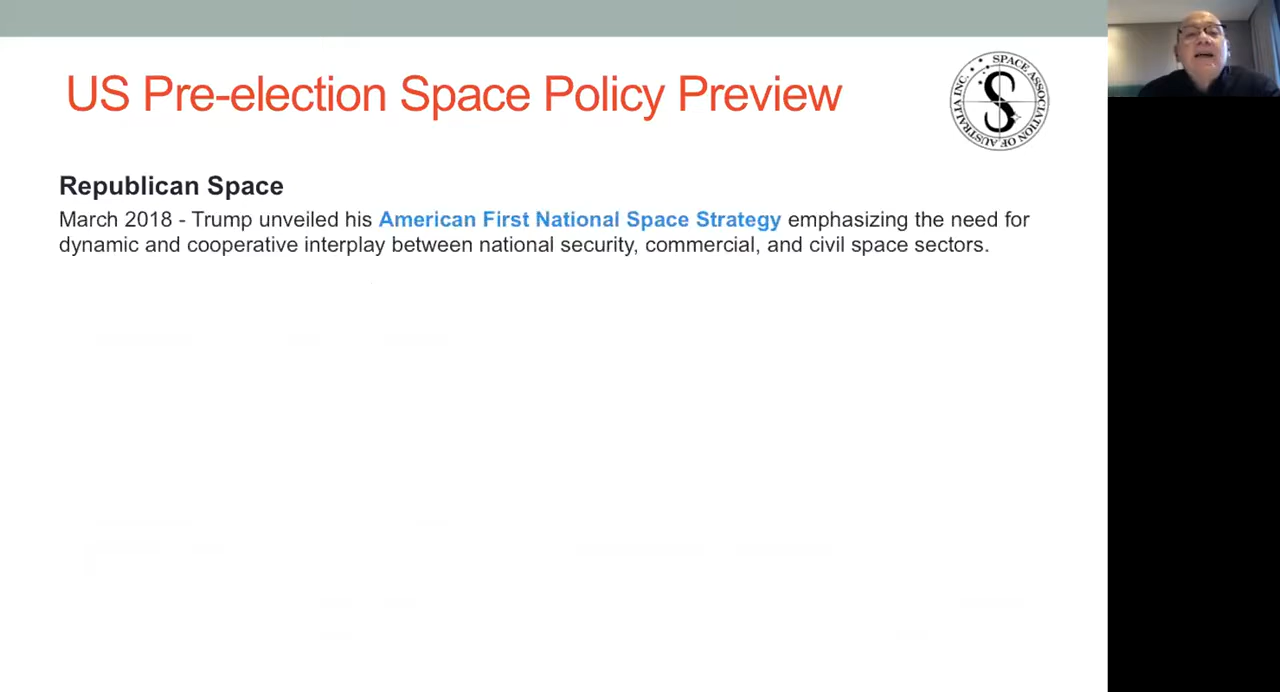 US Pre-election Space Policy Preview
SPACE ASSOCIATION OF AUSTRALIA INC.
S
Republican Space
March 2018 - Trump unveiled his American First National Space Strategy emphasizing the need for
dynamic and cooperative interplay between national security, commercial, and civil space sectors.